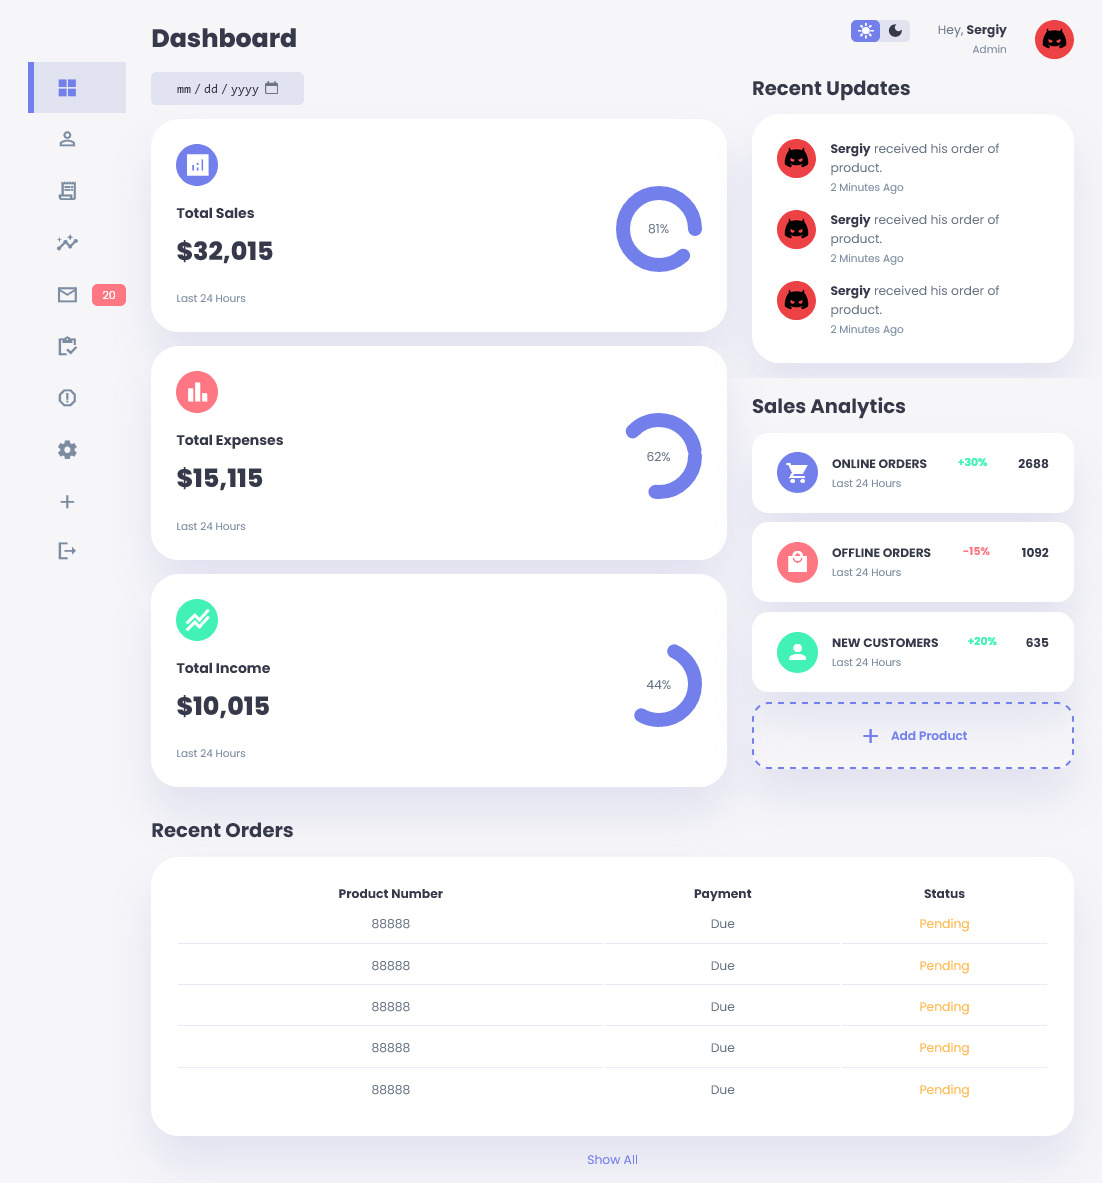 Dashboard
Hey, Sergiy
Admin
mm / dd / yyyy
20
Total Sales
$32,015
81%
Last 24 Hours
Total Expenses
$15,115
62%
Last 24 Hours
Total Income
$10,015
44%
Last 24 Hours
Recent Updates
Sergiy received his order of
product.
2 Minutes Ago
Sergiy received his order of
product.
2 Minutes Ago
Sergiy received his order of
product.
2 Minutes Ago
Sales Analytics
ONLINE ORDERS +30% 2688
Last 24 Hours
OFFLINE ORDERS -15% 1092
Last 24 Hours
NEW CUSTOMERS +20% 635
Last 24 Hours
Add Product
Recent Orders
Product Number Payment Status
88888 Due Pending
88888 Due Pending
88888 Due Pending
88888 Due Pending
88888 Due Pending
Show All